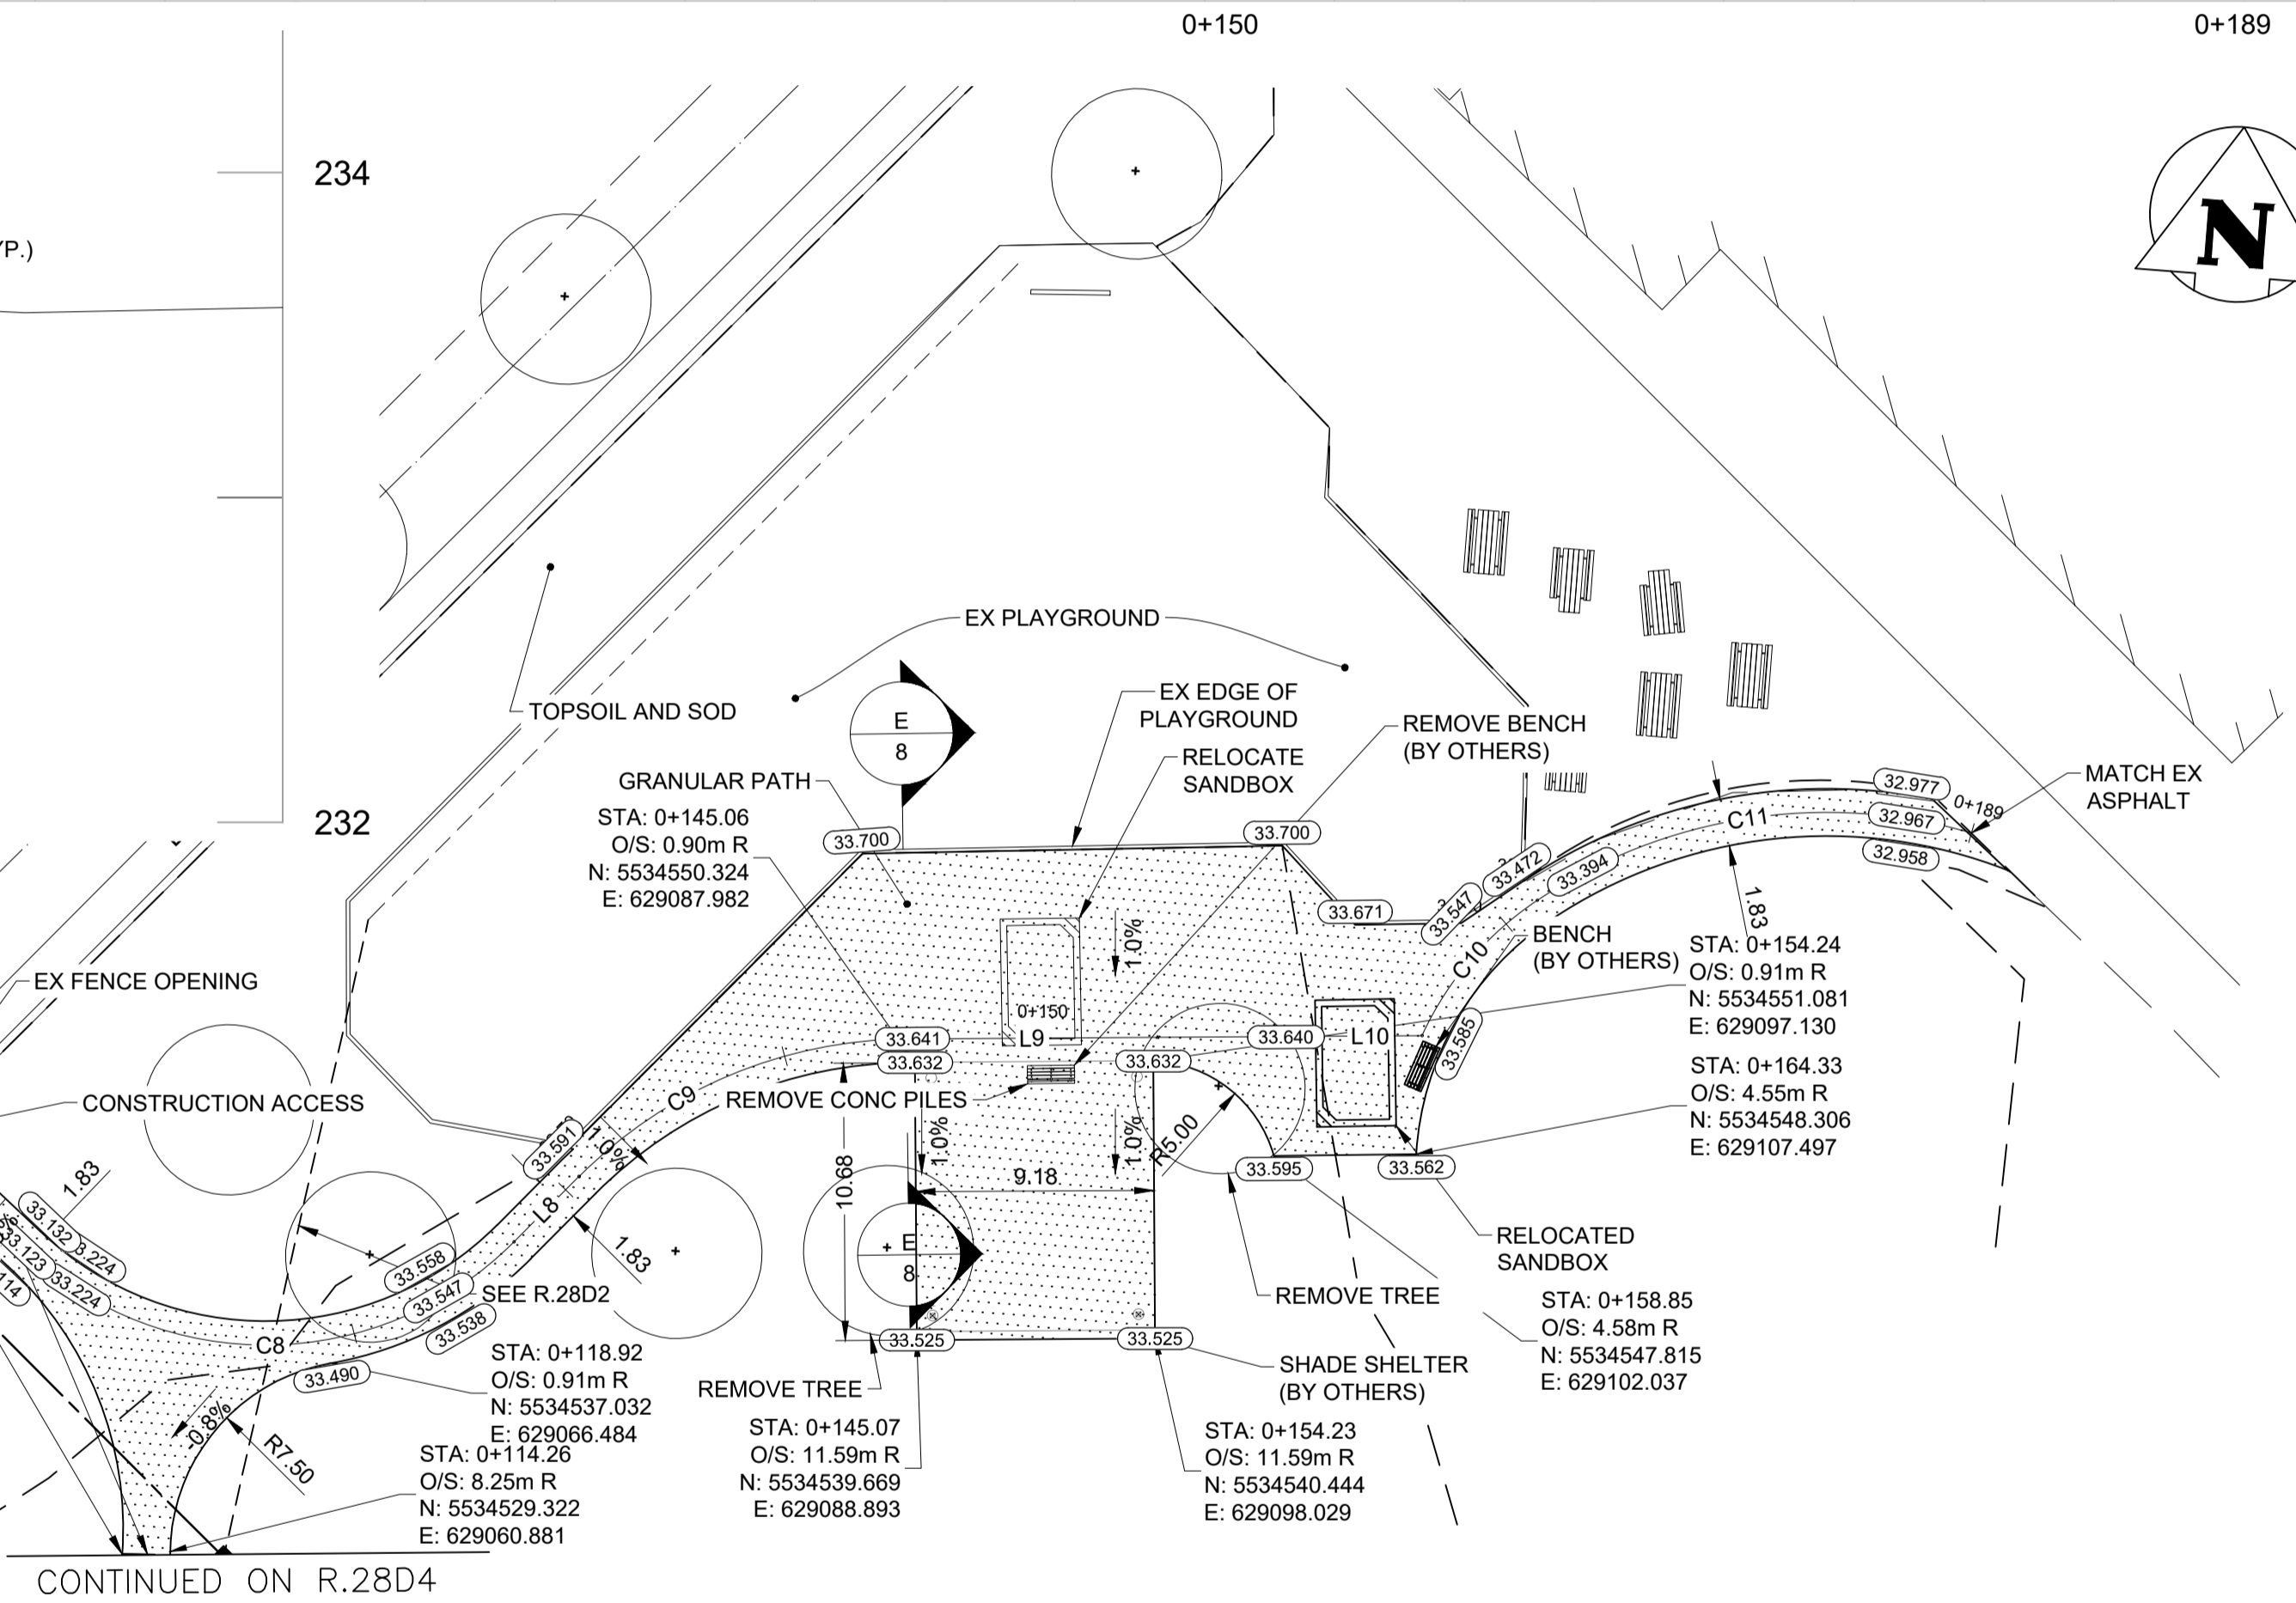 0+150
0+189
234
YP.)
N
EX PLAYGROUND
TOPSOIL AND SOD
E
8
EX EDGE OF
PLAYGROUND
REMOVE BENCH
(BY OTHERS)
RELOCATE
SANDBOX
GRANULAR PATH
MATCH EX
ASPHALT
232
STA: 0+145.06
O/S: 0.90m R
N: 5534550.324
E: 629087.982
33.700
33.700
32.977
0+189
32.967
32.958
C11
33.472
33.394
33.671
33.547
1.83
C10
BENCH
(BY OTHERS)
STA: 0+154.24
O/S: 0.91m R
N: 5534551.081
E: 629097.130
1.0%
EX FENCE OPENING
0+150
33.641
L9
33.640
L10
33.585
33.632
33.632
STA: 0+164.33
O/S: 4.55m R
N: 5534548.306
E: 629107.497
CONSTRUCTION ACCESS
C9
REMOVE CONC PILES
33.591
1.0%
1.0%
1.0%
R5.00
10.68
9.18
33.595
33.562
1.83
33.132
3.224
33.123
33.224
114
L8
1.83
E
8
RELOCATED
SANDBOX
33.558
33.547
33.538
SEE R.28D2
REMOVE TREE
C8
33.490
33.525
33.525
STA: 0+158.85
O/S: 4.58m R
N: 5534547.815
E: 629102.037
STA: 0+118.92
O/S: 0.91m R
N: 5534537.032
E: 629066.484
REMOVE TREE
SHADE SHELTER
(BY OTHERS)
-0.8%
R7.50
STA: 0+114.26
O/S: 8.25m R
N: 5534529.322
E: 629060.881
STA: 0+145.07
O/S: 11.59m R
N: 5534539.669
E: 629088.893
STA: 0+154.23
O/S: 11.59m R
N: 5534540.444
E: 629098.029
CONTINUED ON R.28D4